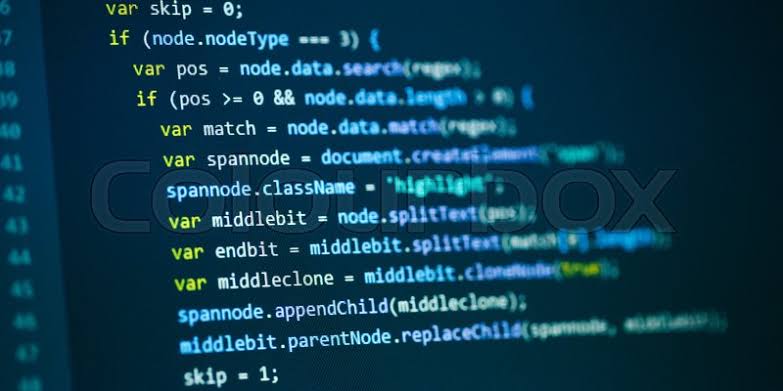 6 var skip = 0;
7 if (node.nodeType === 3) {
38 var pos = node.data.search(regex);
39 if (pos >= 0 && node.data.length > 0) {
40 var match = node.data.match(regex);
41 var spannode = document.createElement("span");
42 spannode.className = 'highlight';
43 var middlebit = node.splitText(pos);
44 var endbit = middlebit.splitText(match[0].length);
45 var middleclone = middlebit.cloneNode(true);
46 spannode.appendChild(middleclone);
47 middlebit.parentNode.replaceChild(spannode, middlebit);
skip = 1;
Colourbox